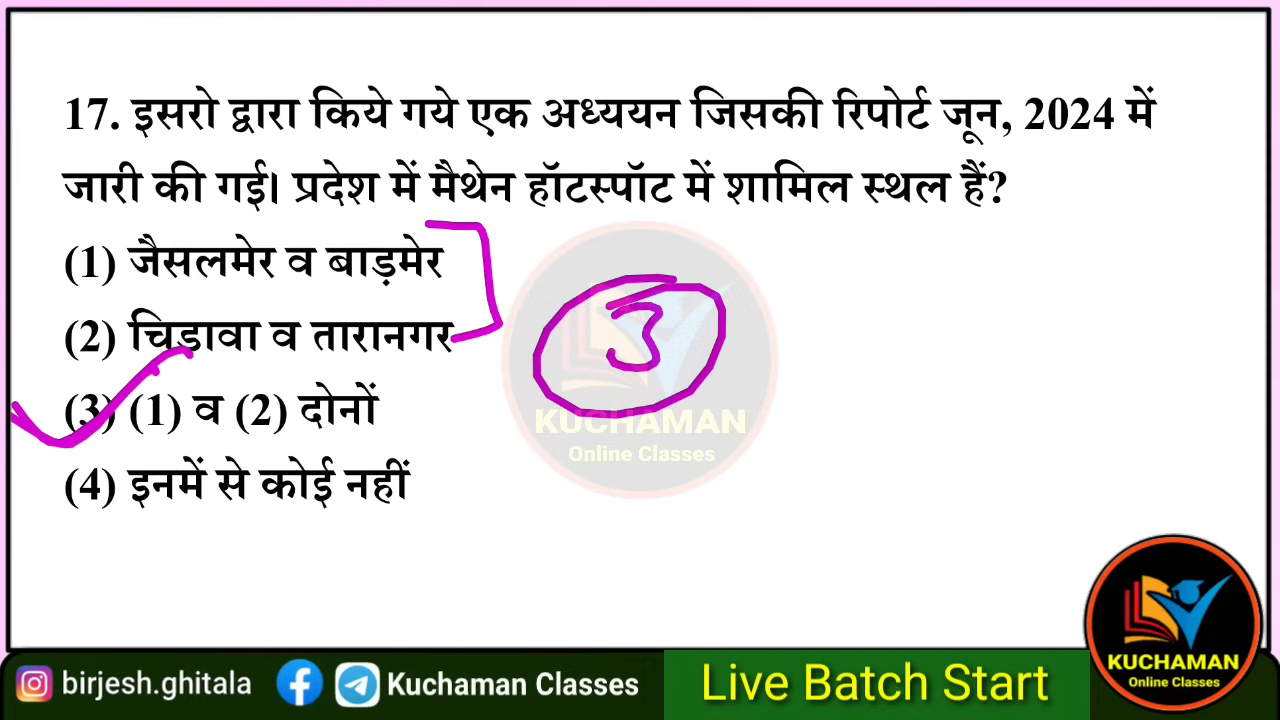 17. इसरो द्वारा किये गये एक अध्ययन जिसकी रिपोर्ट जून, 2024 में
जारी की गई। प्रदेश में मैथेन हॉटस्पॉट में शामिल स्थल हैं?
(1) जैसलमेर व बाड़मेर
(2) चिड़ावा व तारानगर
(3) (1) व (2) दोनों
(4) इनमें से कोई नहीं
3
KUCHAMAN
Online Classes
KUCHAMAN
Online Classes
birjesh.ghitala
Kuchaman Classes
Live Batch Start